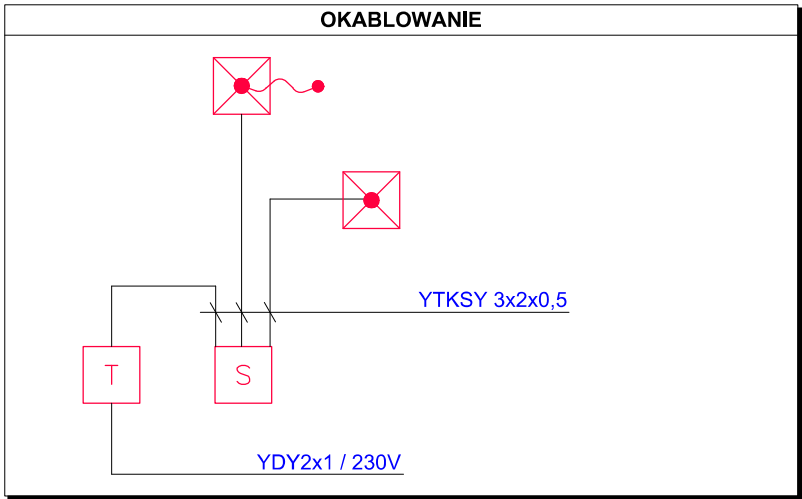 OKABLOWANIE
YTKSY 3x2x0,5
T
S
YDY2x1 / 230V